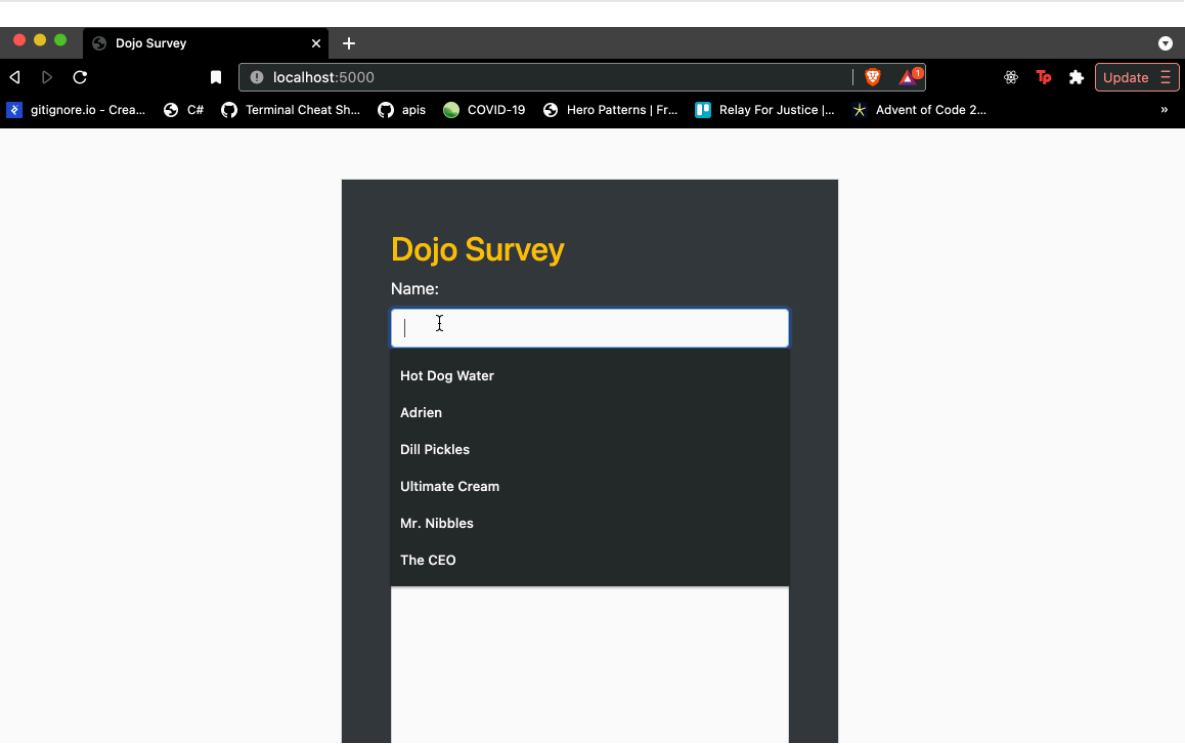 Dojo Survey
localhost:5000
1
Tp
Update
gitignore.io - Crea...
C#
Terminal Cheat Sh...
apis
COVID-19
Hero Patterns | Fr...
Relay For Justice |...
Advent of Code 2...
»
Dojo Survey
Name:
Hot Dog Water
Adrien
Dill Pickles
Ultimate Cream
Mr. Nibbles
The CEO